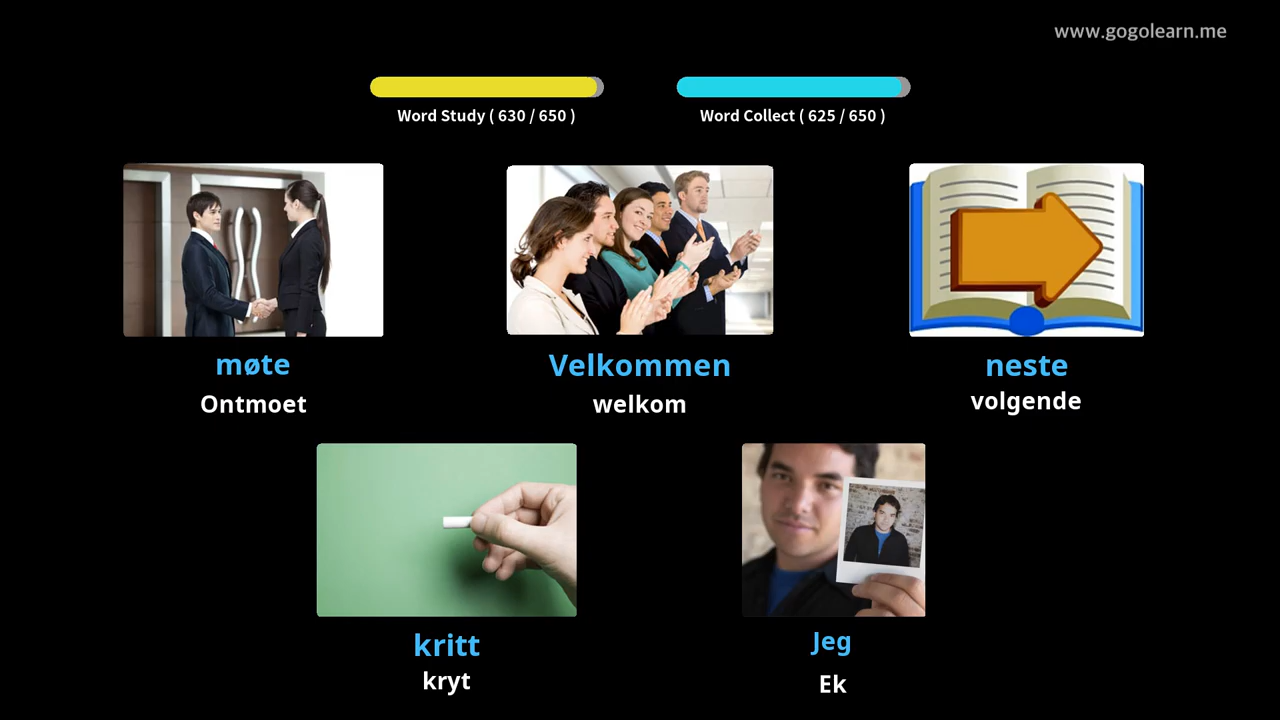 www.gogolearn.me
Word Study ( 630 / 650 )
Word Collect ( 625 / 650 )
møte
Velkommen
neste
Ontmoet
welkom
volgende
kritt
Jeg
kryt
Ek